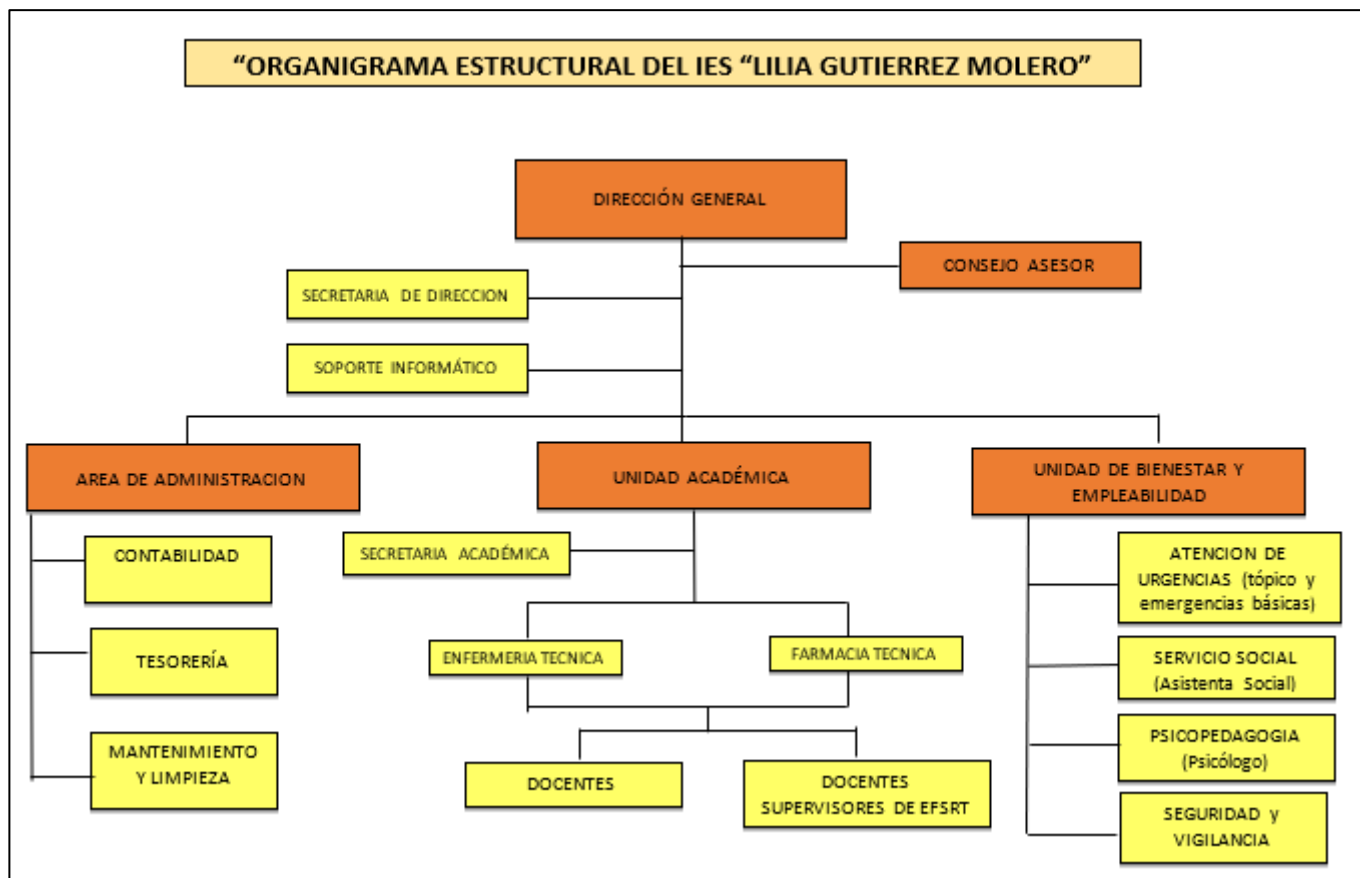 “ORGANIGRAMA ESTRUCTURAL DEL IES “LILIA GUTIERREZ MOLERO”
DIRECCIÓN GENERAL
CONSEJO ASESOR
SECRETARIA DE DIRECCION
SOPORTE INFORMÁTICO
AREA DE ADMINISTRACION
UNIDAD ACADÉMICA
UNIDAD DE BIENESTAR Y
EMPLEABILIDAD
CONTABILIDAD
TESORERÍA
MANTENIMIENTO
Y LIMPIEZA
SECRETARIA ACADÉMICA
ENFERMERIA TECNICA
FARMACIA TECNICA
DOCENTES
DOCENTES
SUPERVISORES DE EFSRT
ATENCION DE
URGENCIAS (tópico y
emergencias básicas)
SERVICIO SOCIAL
(Asistenta Social)
PSICOPEDAGOGIA
(Psicólogo)
SEGURIDAD y
VIGILANCIA